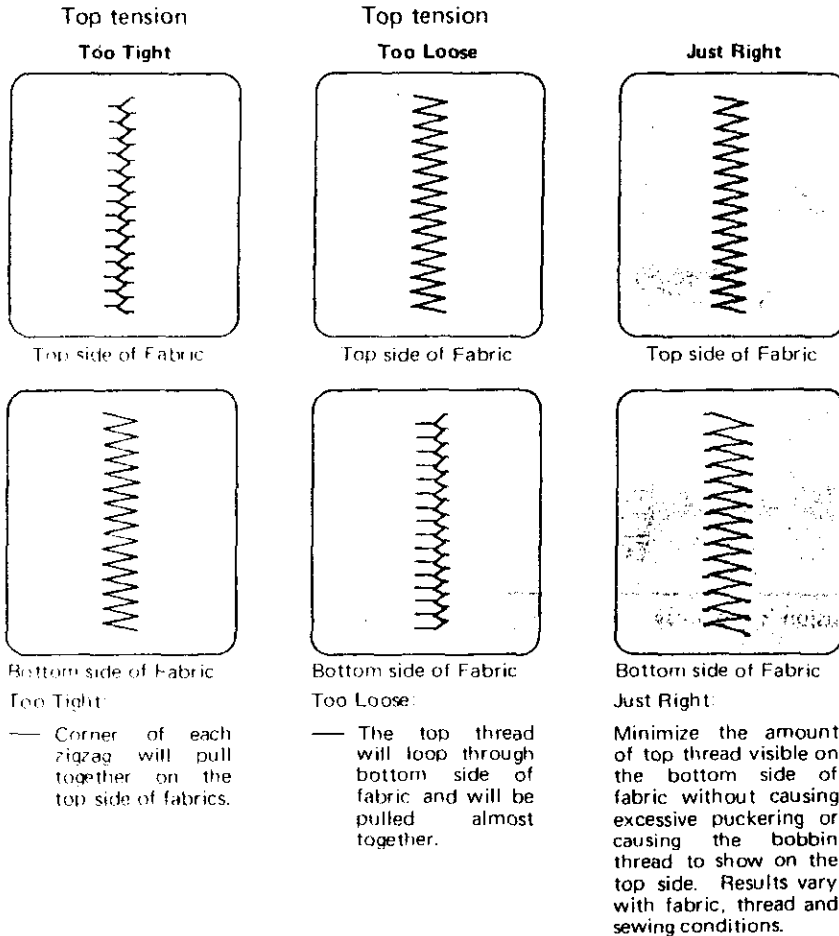 Top tension
Too Tight
Top side of Fabric
Bottom side of Fabric
Too Tight:
— Corner of each
zigzag will pull
together on the
top side of fabrics.
Top tension
Too Loose
Top side of Fabric
Bottom side of Fabric
Too Loose:
— The top thread
will loop through
bottom side of
fabric and will be
pulled almost
together.
Just Right
Top side of Fabric
Bottom side of Fabric
Just Right:
Minimize the amount
of top thread visible on
the bottom side of
fabric without causing
excessive puckering or
causing the bobbin
thread to show on the
top side. Results vary
with fabric, thread and
sewing conditions.